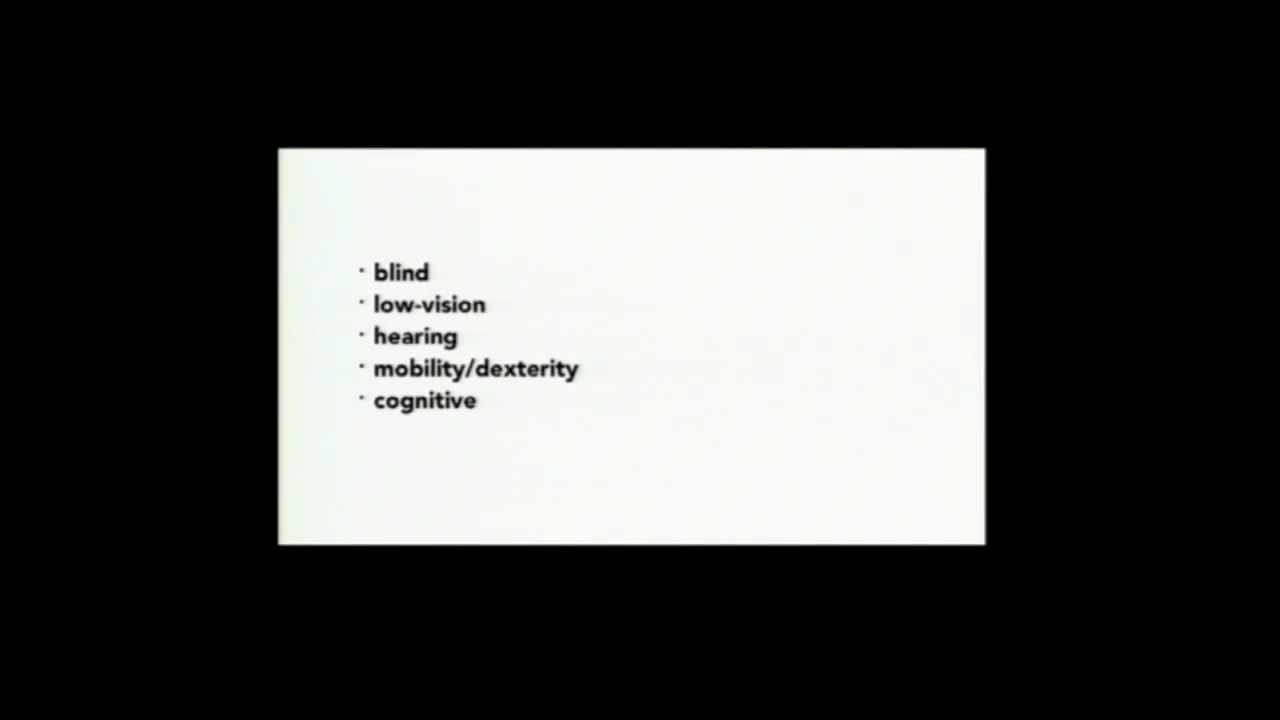 · blind
· low-vision
· hearing
· mobility/dexterity
· cognitive